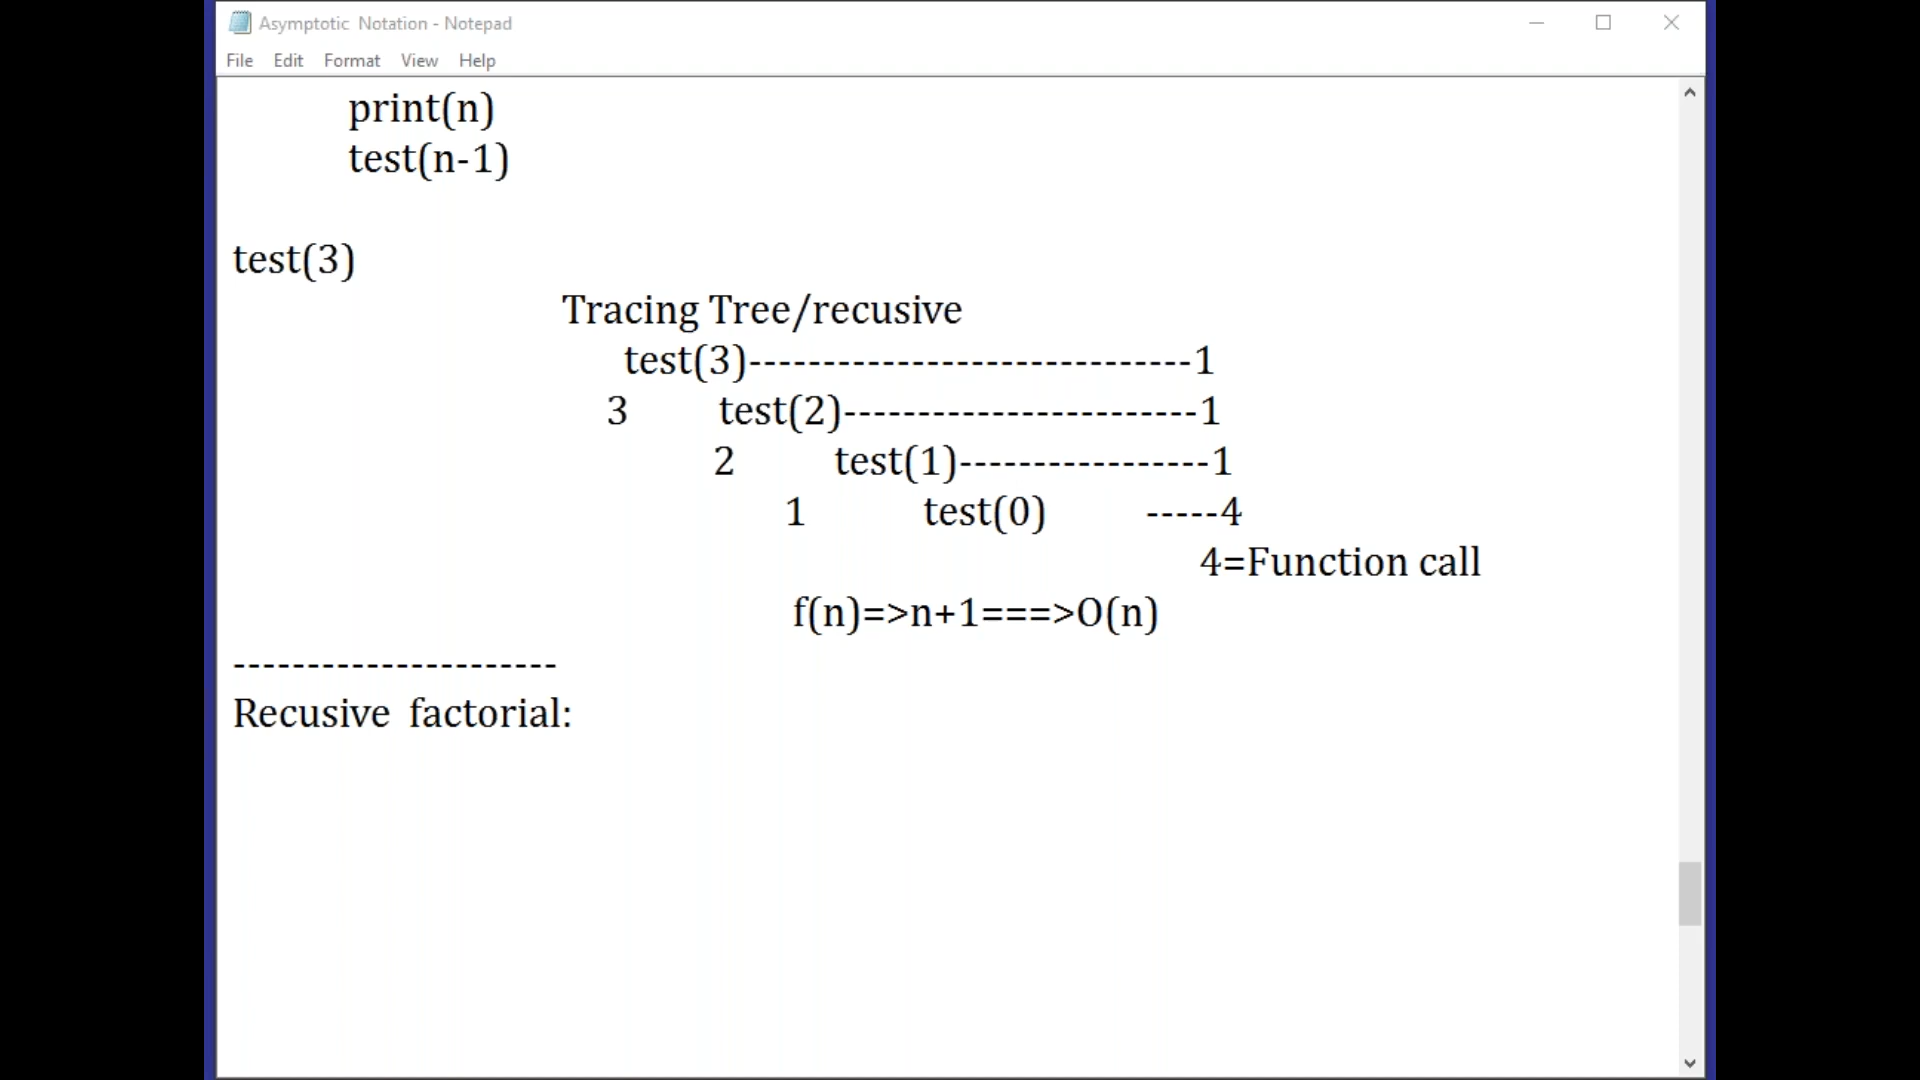 Asymptotic Notation - Notepad
File Edit Format View Help
print(n)
test(n-1)
test(3)
Tracing Tree/recusive
test(3)------------------------------1
3 test(2)------------------------1
2 test(1)-----------------1
1 test(0) -----4
4=Function call
f(n)=>n+1===>O(n)
----------------------
Recusive factorial: